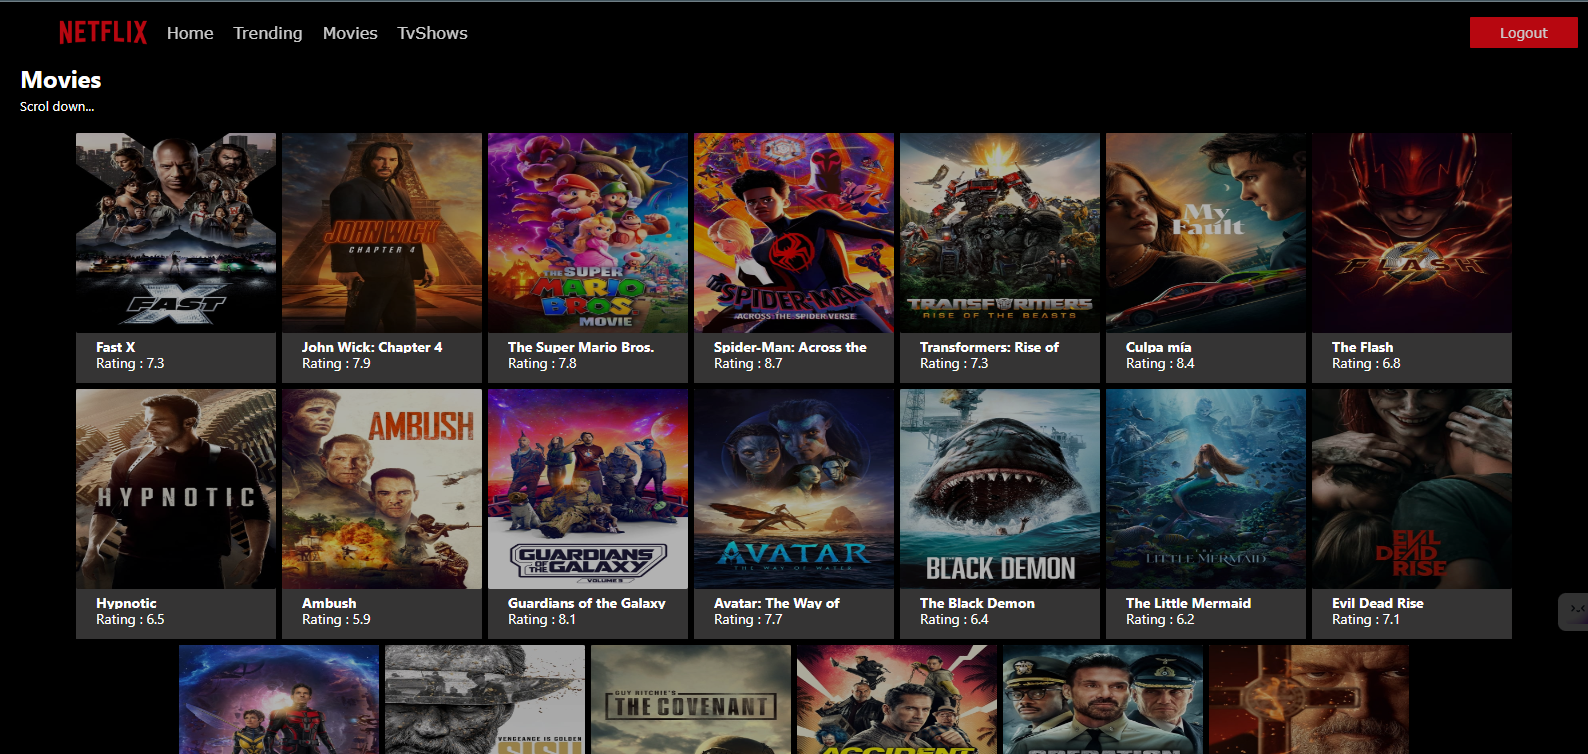 NETFLIX Home Trending Movies TvShows Logout
Movies
Scrol down...
FAST X
JOHN WICK
CHAPTER 4
THE SUPER
MARIO
BROS.
MOVIE
SPIDER-MAN
ACROSS THE SPIDER-VERSE
TRANSFORMERS
RISE OF THE BEASTS
My
Fault
FLASH
Fast X
Rating : 7.3
John Wick: Chapter 4
Rating : 7.9
The Super Mario Bros.
Rating : 7.8
Spider-Man: Across the
Rating : 8.7
Transformers: Rise of
Rating : 7.3
Culpa mía
Rating : 8.4
The Flash
Rating : 6.8
HYPNOTIC
AMBUSH
GUARDIANS
OF THE GALAXY
VOLUME 3
AVATAR
THE WAY OF WATER
BLACK DEMON
THE
LITTLE MERMAID
EVIL
DEAD
RISE
Hypnotic
Rating : 6.5
Ambush
Rating : 5.9
Guardians of the Galaxy
Rating : 8.1
Avatar: The Way of
Rating : 7.7
The Black Demon
Rating : 6.4
The Little Mermaid
Rating : 6.2
Evil Dead Rise
Rating : 7.1
VENGEANCE IS GOLDEN
SISU
GUY RITCHIE'S
THE COVENANT
ACCIDENT
OPERATION